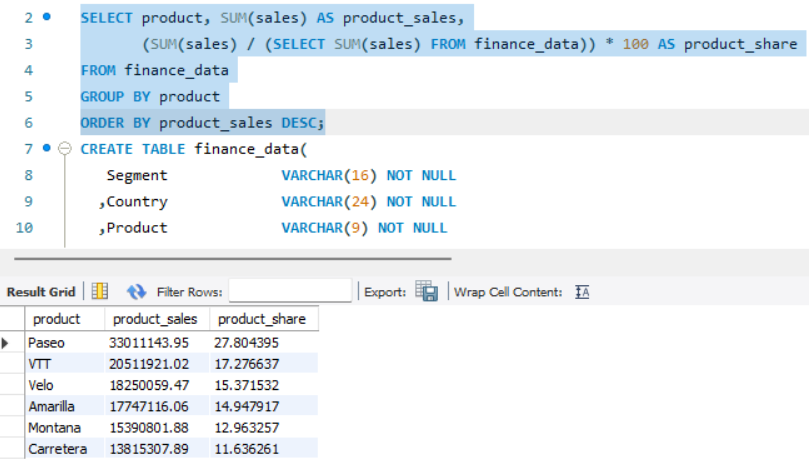 2 SELECT product, SUM(sales) AS product_sales,
3 (SUM(sales) / (SELECT SUM(sales) FROM finance_data)) * 100 AS product_share
4 FROM finance_data
5 GROUP BY product
6 ORDER BY product_sales DESC;
7 CREATE TABLE finance_data(
8 Segment VARCHAR(16) NOT NULL
9 ,Country VARCHAR(24) NOT NULL
10 ,Product VARCHAR(9) NOT NULL
Result Grid Filter Rows: Export: Wrap Cell Content: IA
product product_sales product_share
Paseo 33011143.95 27.804395
VTT 20511921.02 17.276637
Velo 18250059.47 15.371532
Amarilla 17747116.06 14.947917
Montana 15390801.88 12.963257
Carretera 13815307.89 11.636261